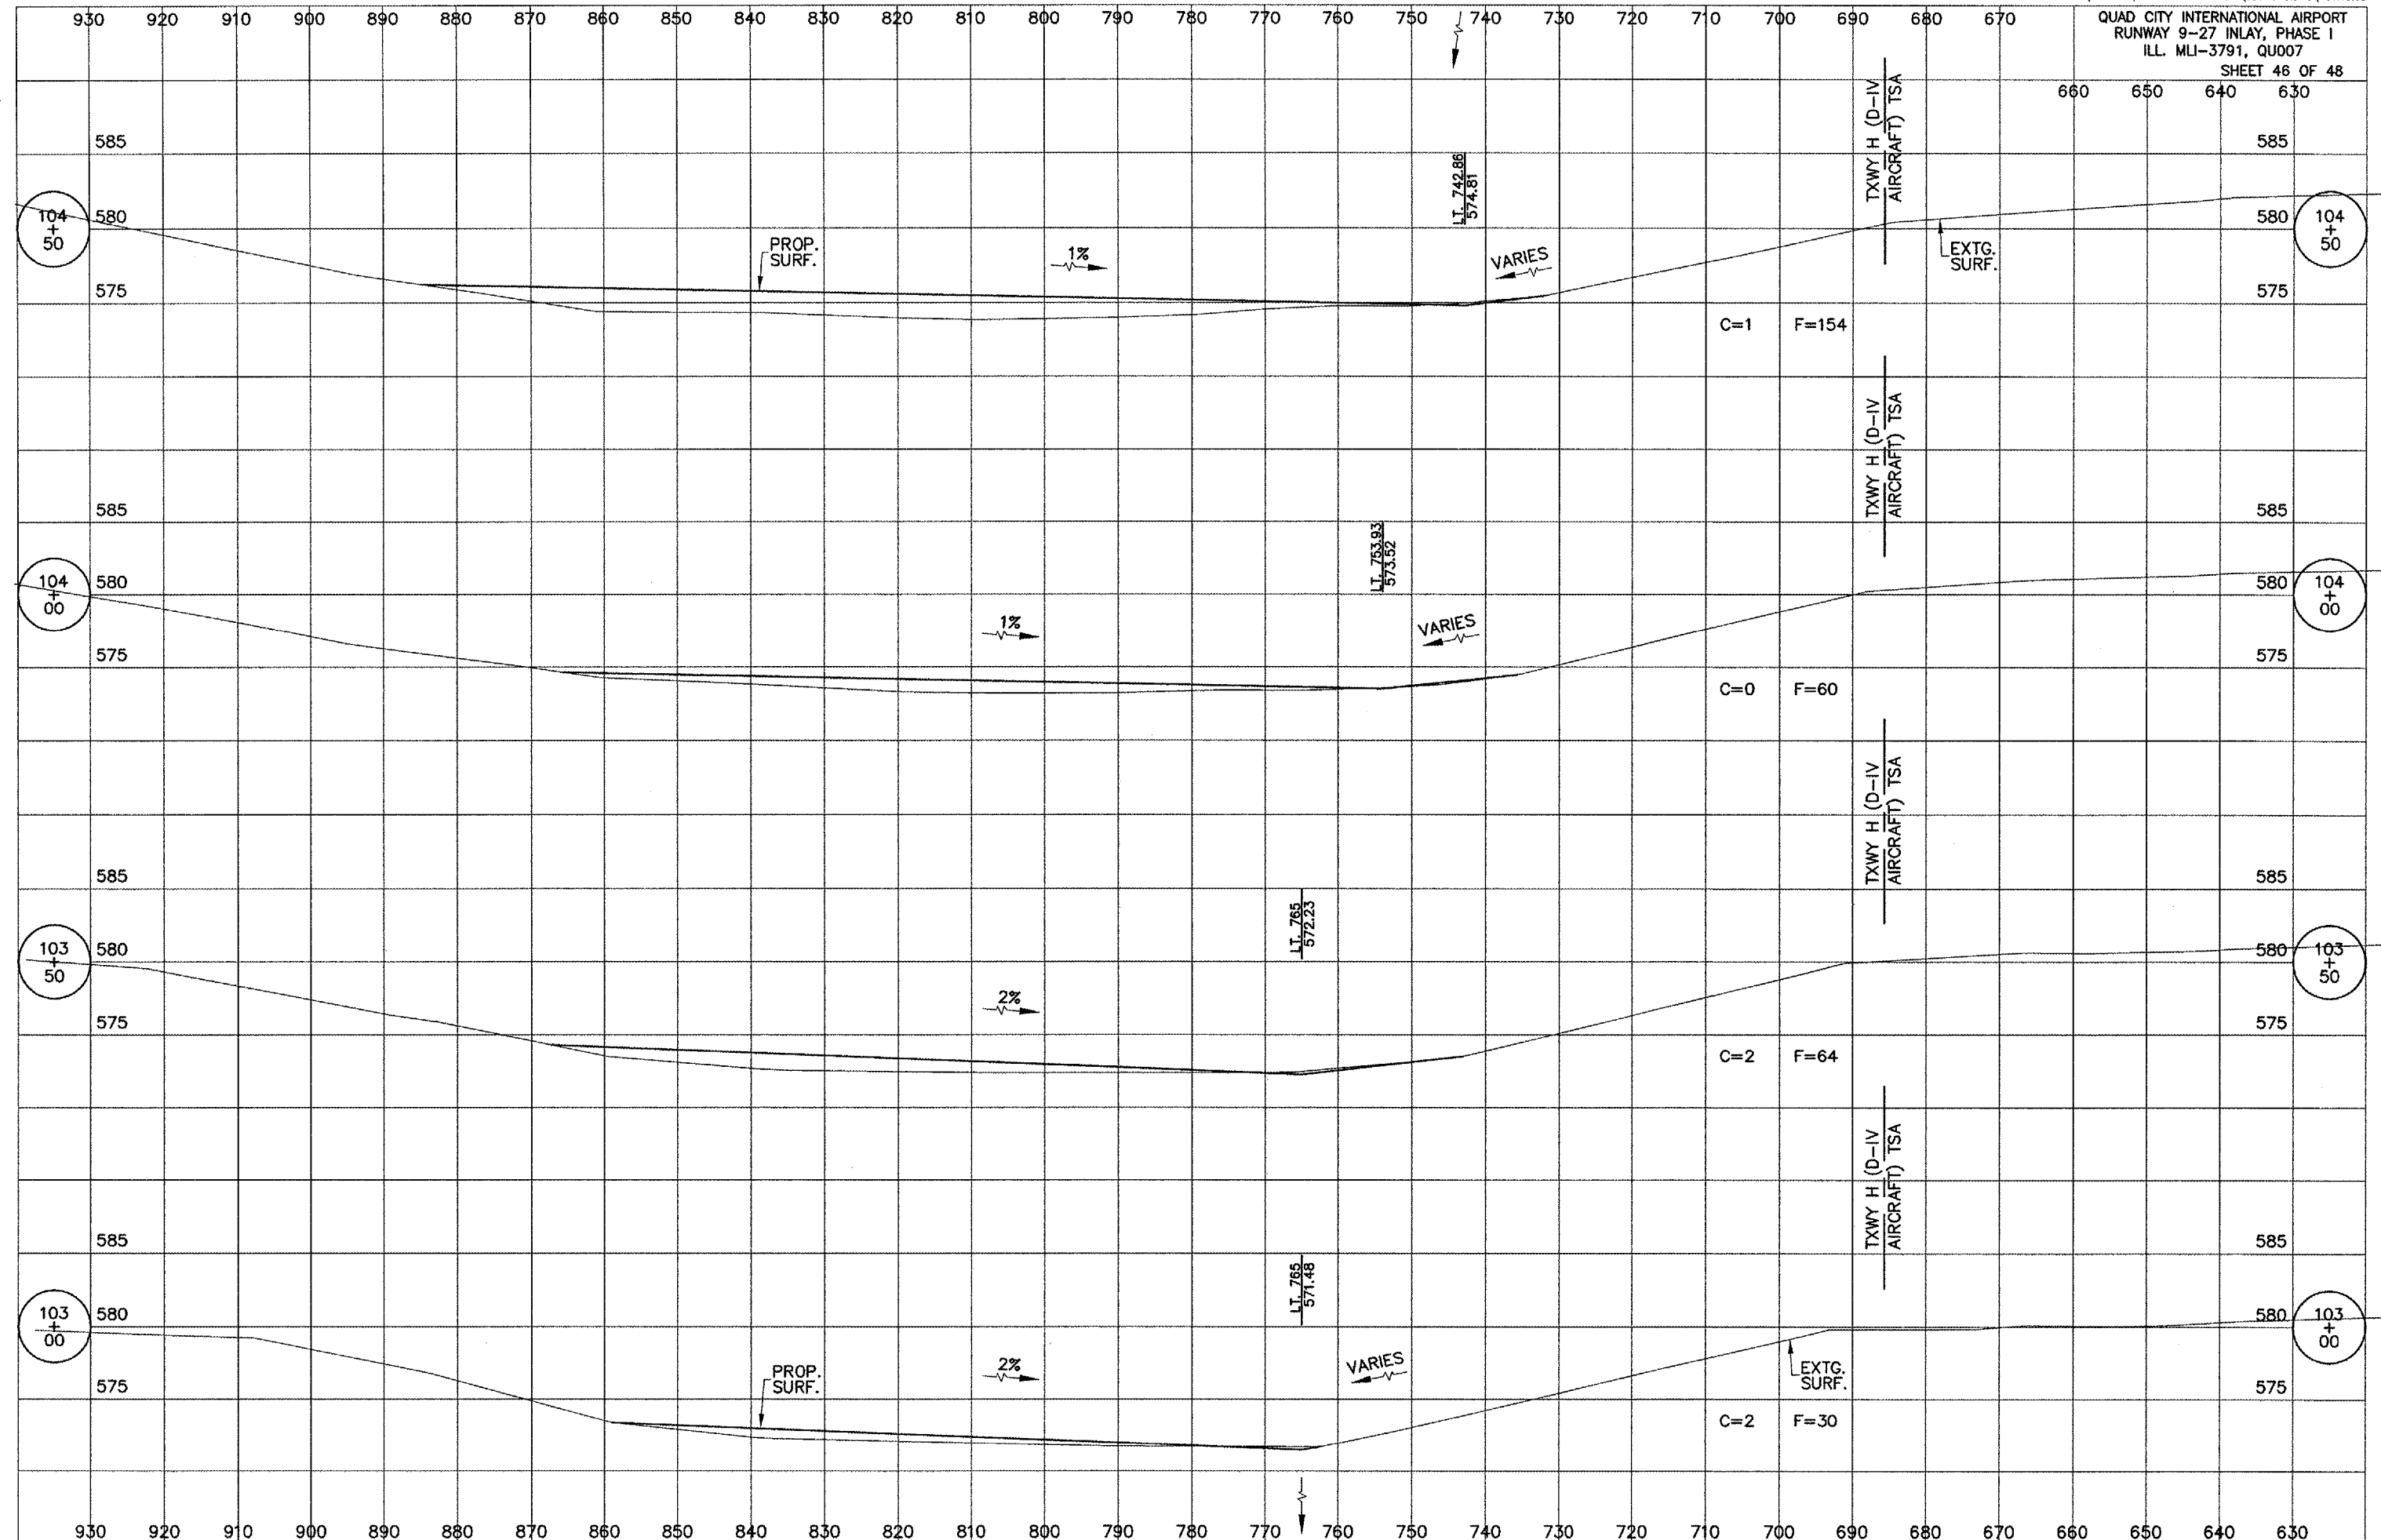 930 920 910 900 890 880 870 860 850 840 830 820 810 800 790 780 770 760 750 740 730 720 710 700 690 680 670
QUAD CITY INTERNATIONAL AIRPORT
RUNWAY 9-27 INLAY, PHASE I
ILL. MLI-3791, QU007
SHEET 46 OF 48
660 650 640 630
TXWY H (D-IV
AIRCRAFT) TSA
585 585
LT. 742.86
574.81
104
+
50
580 580
104
+
50
PROP.
SURF.
1%
VARIES
EXTG.
SURF.
575 575
C=1 F=154
TXWY H (D-IV
AIRCRAFT) TSA
585 585
LT. 753.93
573.52
104
+
00
580 580
104
+
00
1%
VARIES
575 575
C=0 F=60
TXWY H (D-IV
AIRCRAFT) TSA
585 585
LT. 765
572.23
103
+
50
580 580
103
+
50
2%
575 575
C=2 F=64
TXWY H (D-IV
AIRCRAFT) TSA
585 585
LT. 765
571.48
103
+
00
580 580
103
+
00
PROP.
SURF.
2%
VARIES
EXTG.
SURF.
575 575
C=2 F=30
930 920 910 900 890 880 870 860 850 840 830 820 810 800 790 780 770 760 750 740 730 720 710 700 690 680 670 660 650 640 630